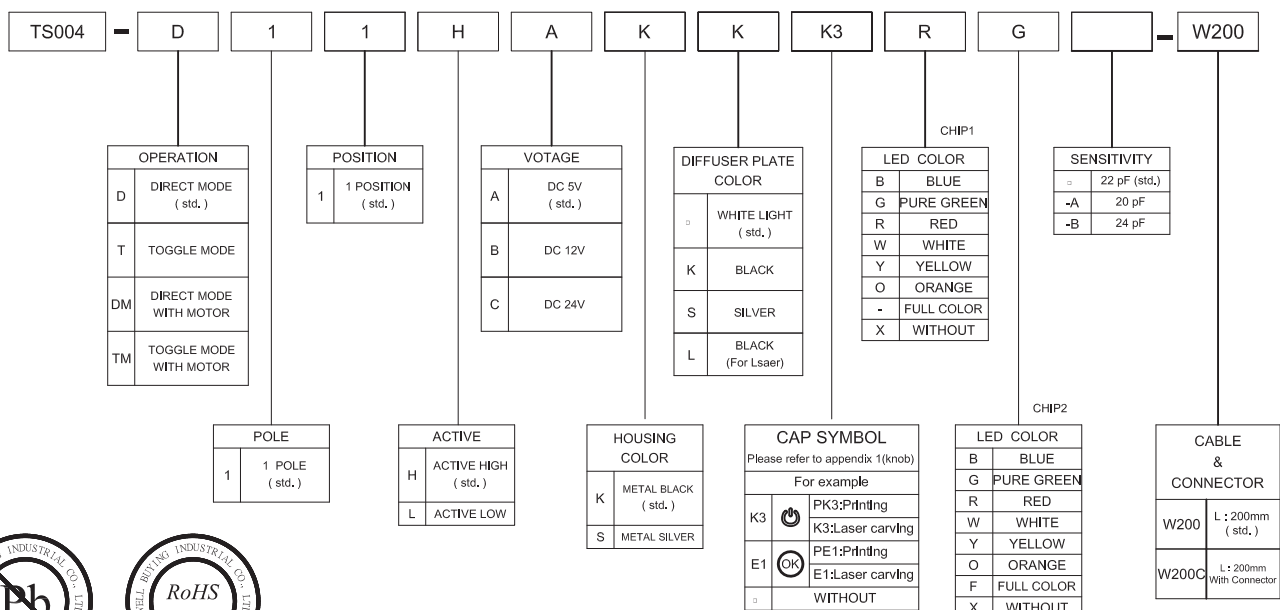 TS004 - D 1 1 H A K K K3 R G - W200
OPERATION
D DIRECT MODE
( std. )
T TOGGLE MODE
DM DIRECT MODE
WITH MOTOR
TM TOGGLE MODE
WITH MOTOR
POSITION
1 1 POSITION
( std. )
VOTAGE
A DC 5V
( std. )
B DC 12V
C DC 24V
DIFFUSER PLATE
COLOR
▫ WHITE LIGHT
( std. )
K BLACK
S SILVER
L BLACK
(For Lsaer)
CHIP1
LED COLOR
B BLUE
G PURE GREEN
R RED
W WHITE
Y YELLOW
O ORANGE
- FULL COLOR
X WITHOUT
SENSITIVITY
▫ 22 pF (std.)
-A 20 pF
-B 24 pF
POLE
1 1 POLE
( std. )
ACTIVE
H ACTIVE HIGH
( std. )
L ACTIVE LOW
HOUSING
COLOR
K METAL BLACK
( std. )
S METAL SILVER
CAP SYMBOL
Please refer to appendix 1(knob)
For example
K3 PK3:Printing
K3:Laser carving
E1 OK PE1:Printing
E1:Laser carving
▫ WITHOUT
CHIP2
LED COLOR
B BLUE
G PURE GREEN
R RED
W WHITE
Y YELLOW
O ORANGE
F FULL COLOR
X WITHOUT
CABLE
&
CONNECTOR
W200 L : 200mm
( std. )
W200C L : 200mm
With Connector
INDUSTRIAL CO., LT
Pb
ELL BUYING INDUSTRIAL CO., LT
RoHS